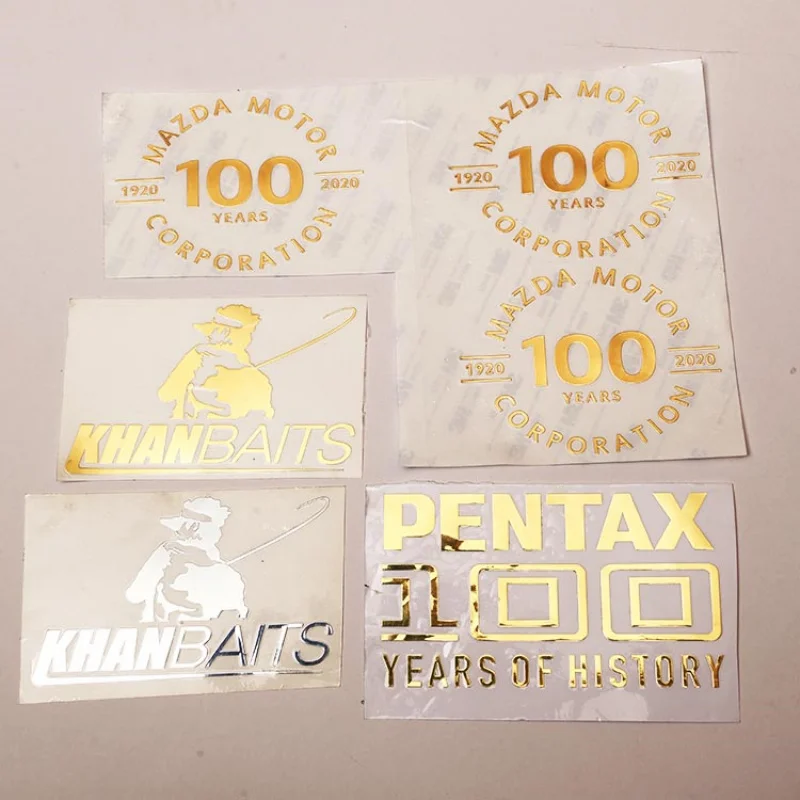 MAZDA MOTOR
1920 100 2020
YEARS
CORPORATION
MAZDA MOTOR
1920 100 2020
YEARS
CORPORATION
MAZDA MOTOR
1920 100 2020
YEARS
CORPORATION
KHANBAITS
KHANBAITS
PENTAX
100
YEARS OF HISTORY